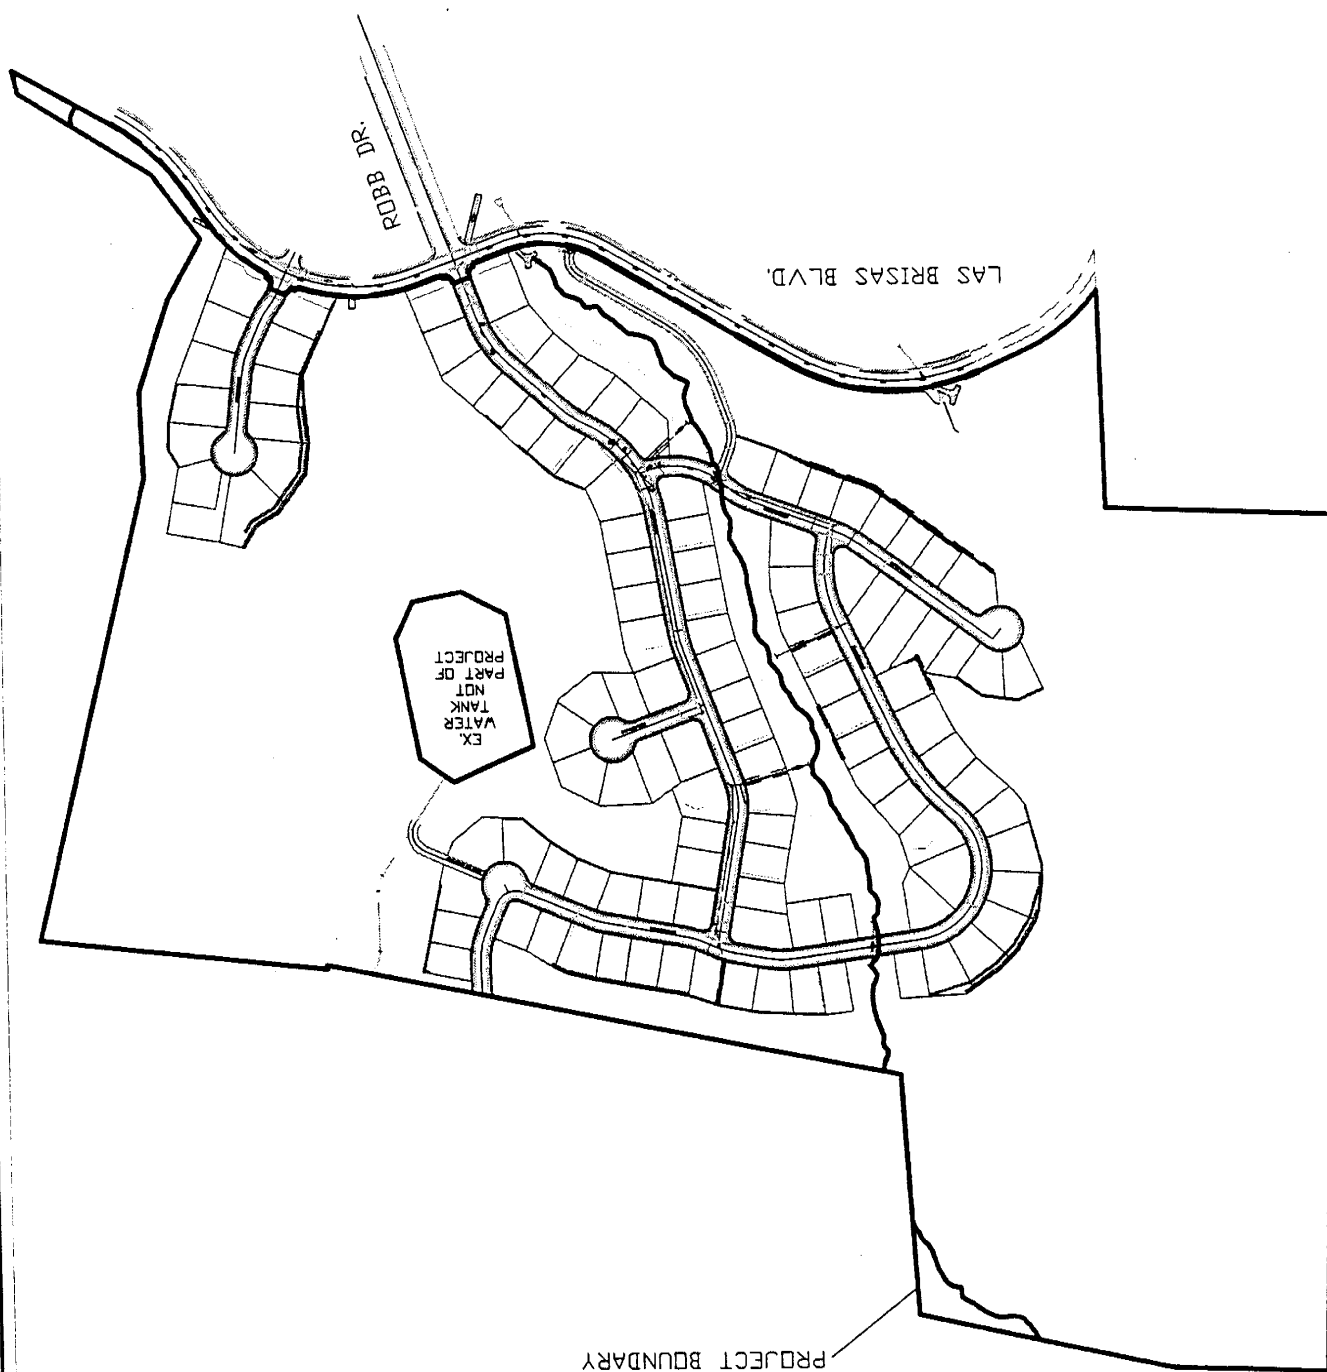 ROBB DR.
LAS BRISAS BLVD.
EX.
WATER
TANK
NOT
PART OF
PROJECT
PROJECT BOUNDARY